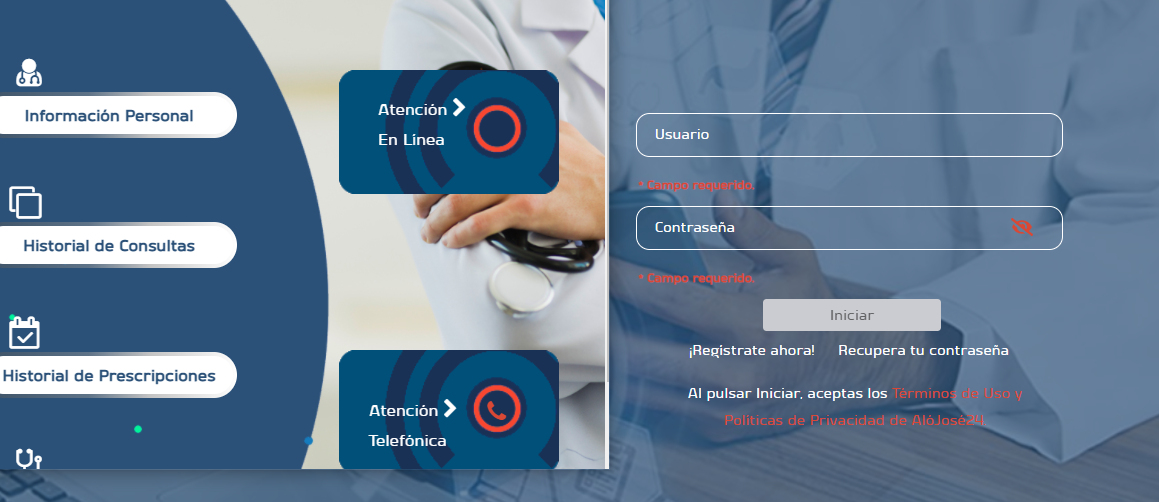 Información Personal
Historial de Consultas
Historial de Prescripciones
Atención
En Linea
Atención
Telefónica
Usuario
* Campo requerido.
Contraseña
* Campo requerido.
Iniciar
¡Registrate ahora! Recupera tu contraseña
Al pulsar Iniciar, aceptas los Términos de Uso y
Políticas de Privacidad de AlóJosé24.